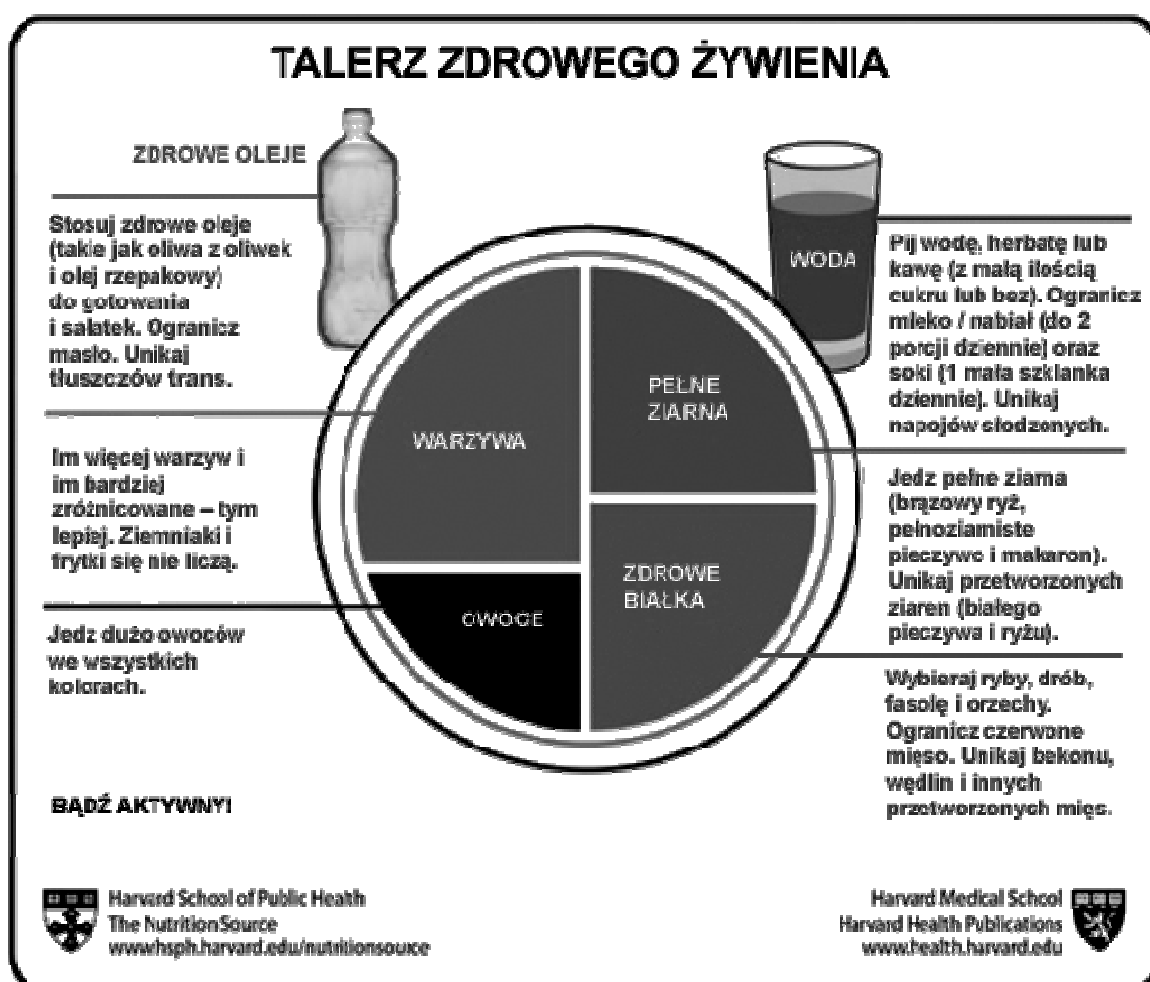 TALERZ ZDROWEGO ŻYWIENIA
ZDROWE OLEJE
Stosuj zdrowe oleje
(takie jak oliwa z oliwek
i olej rzepakowy)
do gotowania
i sałatek. Ogranicz
masło. Unikaj
tłuszczów trans.
Im więcej warzyw i
im bardziej
zróżnicowane – tym
lepiej. Ziemniaki i
frytki się nie liczą.
Jedz dużo owoców
we wszystkich
kolorach.
BĄDŹ AKTYWNY!
WARZYWA
OWOCE
PEŁNE
ZIARNA
ZDROWE
BIAŁKA
WODA
Pij wodę, herbatę lub
kawę (z małą ilością
cukru lub bez). Ogranicz
mleko / nabiał (do 2
porcji dziennie) oraz
soki (1 mała szklanka
dziennie). Unikaj
napojów słodzonych.
Jedz pełne ziarna
(brązowy ryż,
pełnoziarniste
pieczywo i makaron).
Unikaj przetworzonych
ziaren (białego
pieczywa i ryżu).
Wybieraj ryby, drób,
fasolę i orzechy.
Ogranicz czerwone
mięso. Unikaj bekonu,
wędlin i innych
przetworzonych mięs.
Harvard School of Public Health
The Nutrition Source
www.hsph.harvard.edu/nutritionsource
Harvard Medical School
Harvard Health Publications
www.health.harvard.edu